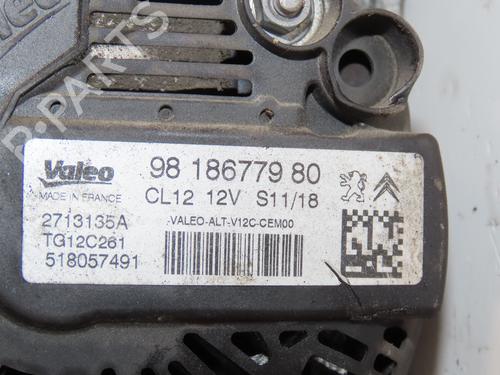 Valeo
MADE IN FRANCE
98 186779 80
CL12 12V S11/18
2713135A
TG12C261
518057491
VALEO-ALT-V12C-CEM00
B-PARTS